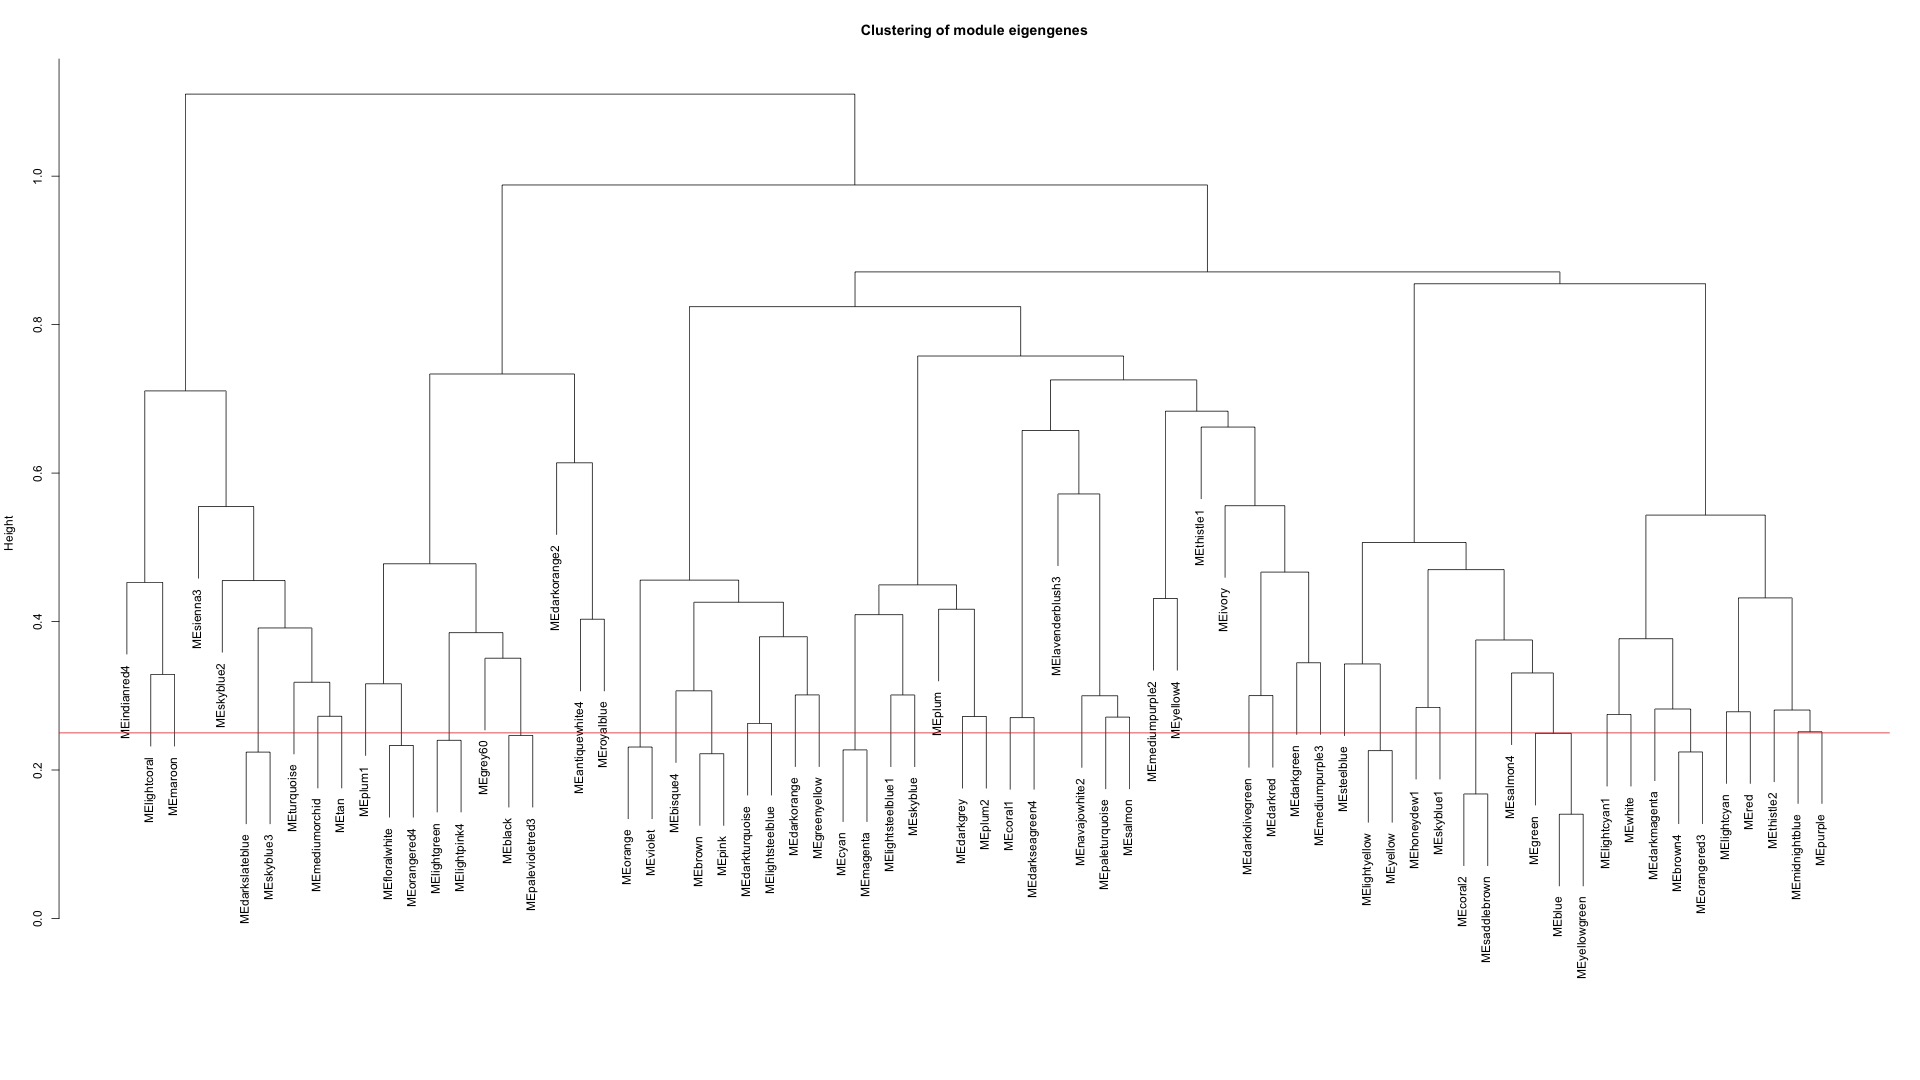 Clustering of module eigengenes
Height
1.0
0.8
0.6
0.4
0.2
0.0
MEindianred4
MElightcoral
MEmaroon
MEsienna3
MEskyblue2
MEdarkslateblue
MEskyblue3
MEturquoise
MEmediumorchid
MEtan
MEplum1
MEfloralwhite
MEorangered4
MElightgreen
MElightpink4
MEgrey60
MEblack
MEpalevioletred3
MEdarkorange2
MEantiquewhite4
MEroyalblue
MEorange
MEviolet
MEbisque4
MEbrown
MEpink
MEdarkturquoise
MElightsteelblue
MEdarkorange
MEgreenyellow
MEcyan
MEmagenta
MElightsteelblue1
MEskyblue
MEplum
MEdarkgrey
MEplum2
MEcoral1
MEdarkseagreen4
MElavenderblush3
MEnavajowhite2
MEpaleturquoise
MEsalmon
MEmediumpurple2
MEyellow4
MEthistle1
MEivory
MEdarkolivegreen
MEdarkred
MEdarkgreen
MEmediumpurple3
MEsteelblue
MElightyellow
MEyellow
MEhoneydew1
MEskyblue1
MEcoral2
MEsaddlebrown
MEsalmon4
MEgreen
MEblue
MEyellowgreen
MElightcyan1
MEwhite
MEdarkmagenta
MEbrown4
MEorangered3
MElightcyan
MEred
MEthistle2
MEmidnightblue
MEpurple